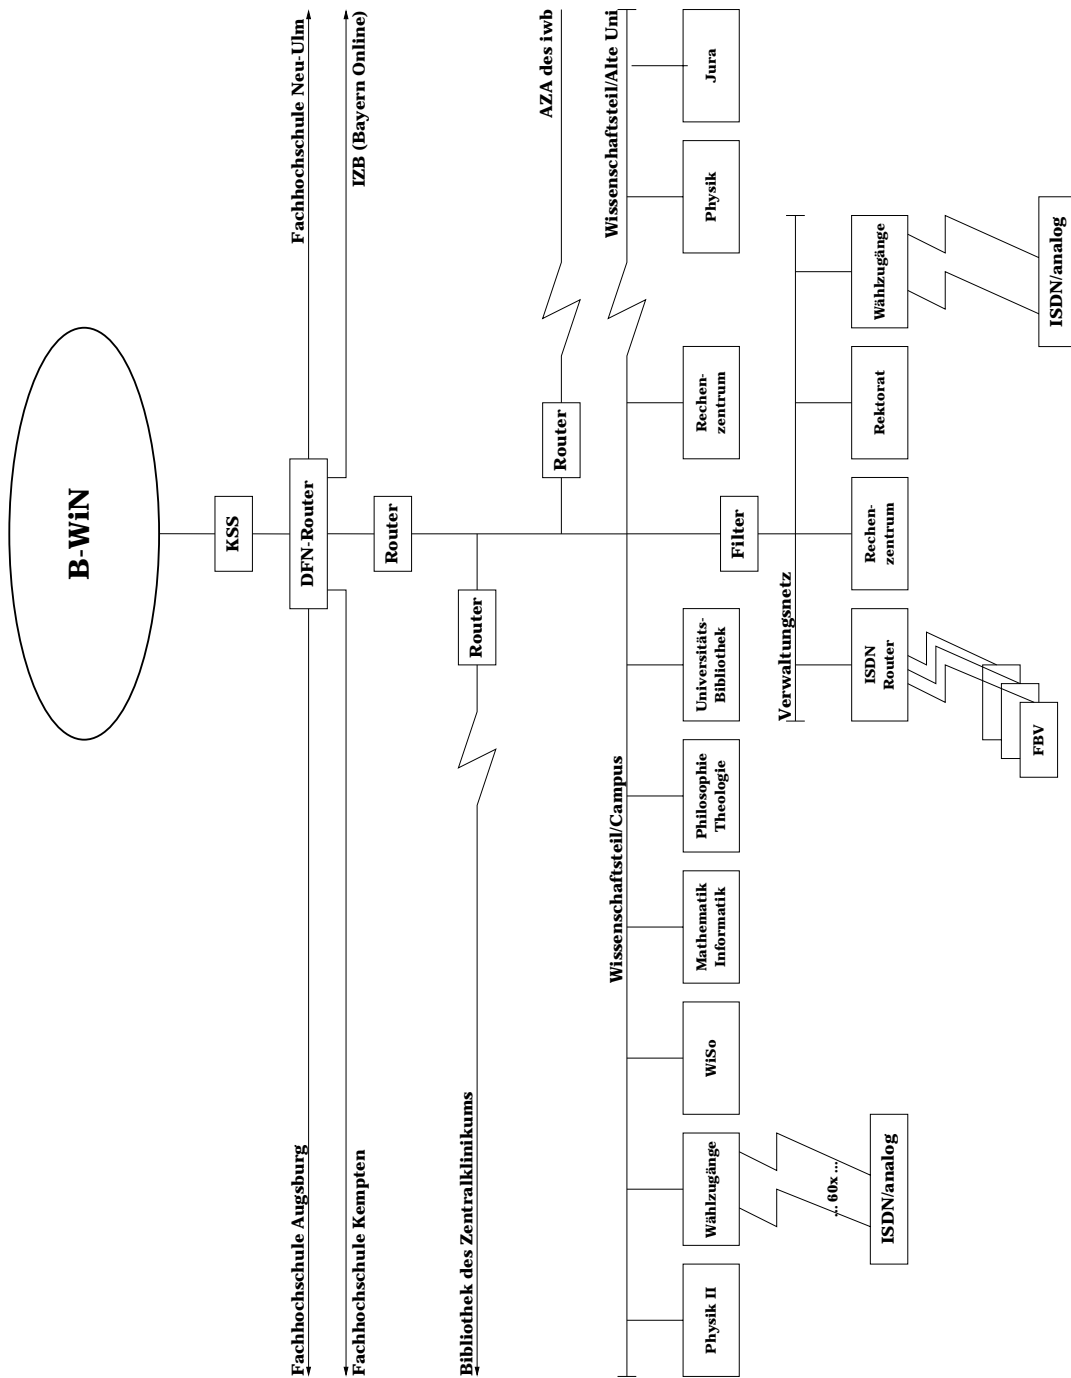 B-WiN
KSS
Fachhochschule Augsburg
DFN-Router
Fachhochschule Neu-Ulm
Fachhochschule Kempten
IZB (Bayern Online)
Router
Bibliothek des Zentralklinikums
Router
Router
AZA des iwb
Wissenschaftsteil/Campus
Wissenschaftsteil/Alte Uni
Physik II
Wählzugänge
WiSo
Mathematik
Informatik
Philosophie
Theologie
Universitäts-
Bibliothek
Rechen-
zentrum
Physik
Jura
Filter
Verwaltungsnetz
... 60x ...
ISDN/analog
ISDN
Router
Rechen-
zentrum
Rektorat
Wählzugänge
FBV
ISDN/analog